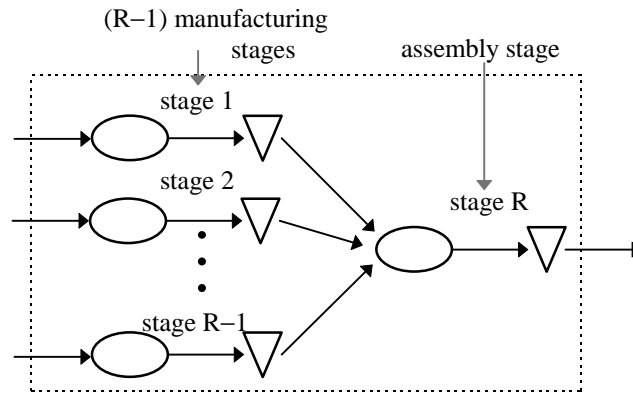 (R−1) manufacturing
stages
assembly stage
stage 1
stage 2
stage R
stage R−1